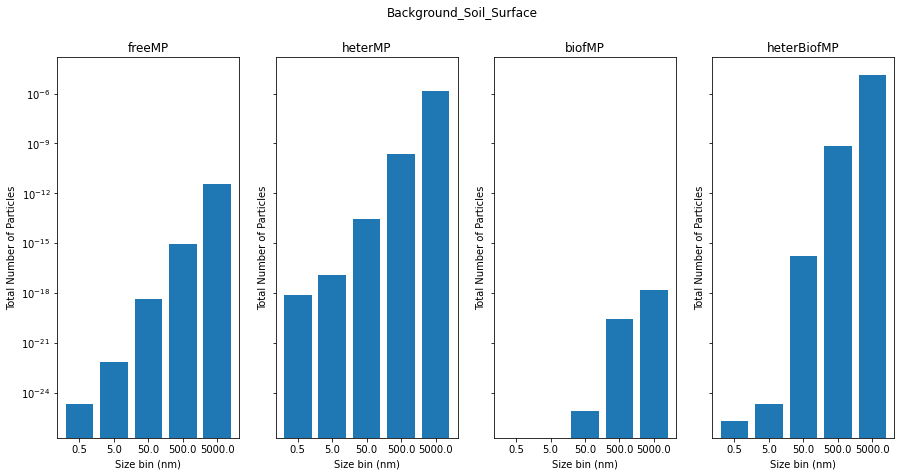 Background_Soil_Surface
freeMP
heterMP
biofMP
heterBiofMP
Total Number of Particles
10⁻⁶
10⁻⁹
10⁻¹²
10⁻¹⁵
10⁻¹⁸
10⁻²¹
10⁻²⁴
Total Number of Particles
Total Number of Particles
Total Number of Particles
0.5 5.0 50.0 500.0 5000.0
0.5 5.0 50.0 500.0 5000.0
0.5 5.0 50.0 500.0 5000.0
0.5 5.0 50.0 500.0 5000.0
Size bin (nm)
Size bin (nm)
Size bin (nm)
Size bin (nm)